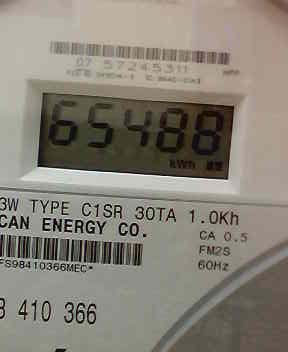 07 57245311
65488
kWh
3W TYPE C1SR 30TA 1.0Kh
CAN ENERGY CO.
CA 0.5
FM2S
60Hz
FS98410366MEC*
410 366